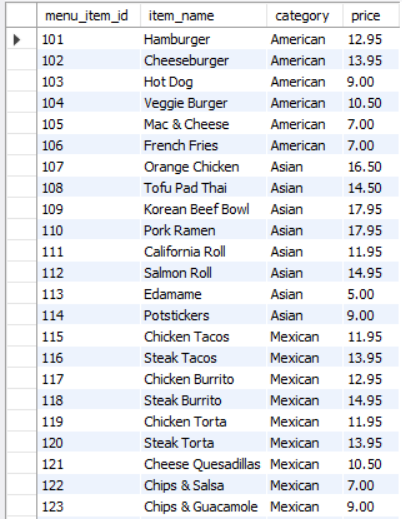 menu_item_id item_name category price
101 Hamburger American 12.95
102 Cheeseburger American 13.95
103 Hot Dog American 9.00
104 Veggie Burger American 10.50
105 Mac & Cheese American 7.00
106 French Fries American 7.00
107 Orange Chicken Asian 16.50
108 Tofu Pad Thai Asian 14.50
109 Korean Beef Bowl Asian 17.95
110 Pork Ramen Asian 17.95
111 California Roll Asian 11.95
112 Salmon Roll Asian 14.95
113 Edamame Asian 5.00
114 Potstickers Asian 9.00
115 Chicken Tacos Mexican 11.95
116 Steak Tacos Mexican 13.95
117 Chicken Burrito Mexican 12.95
118 Steak Burrito Mexican 14.95
119 Chicken Torta Mexican 11.95
120 Steak Torta Mexican 13.95
121 Cheese Quesadillas Mexican 10.50
122 Chips & Salsa Mexican 7.00
123 Chips & Guacamole Mexican 9.00